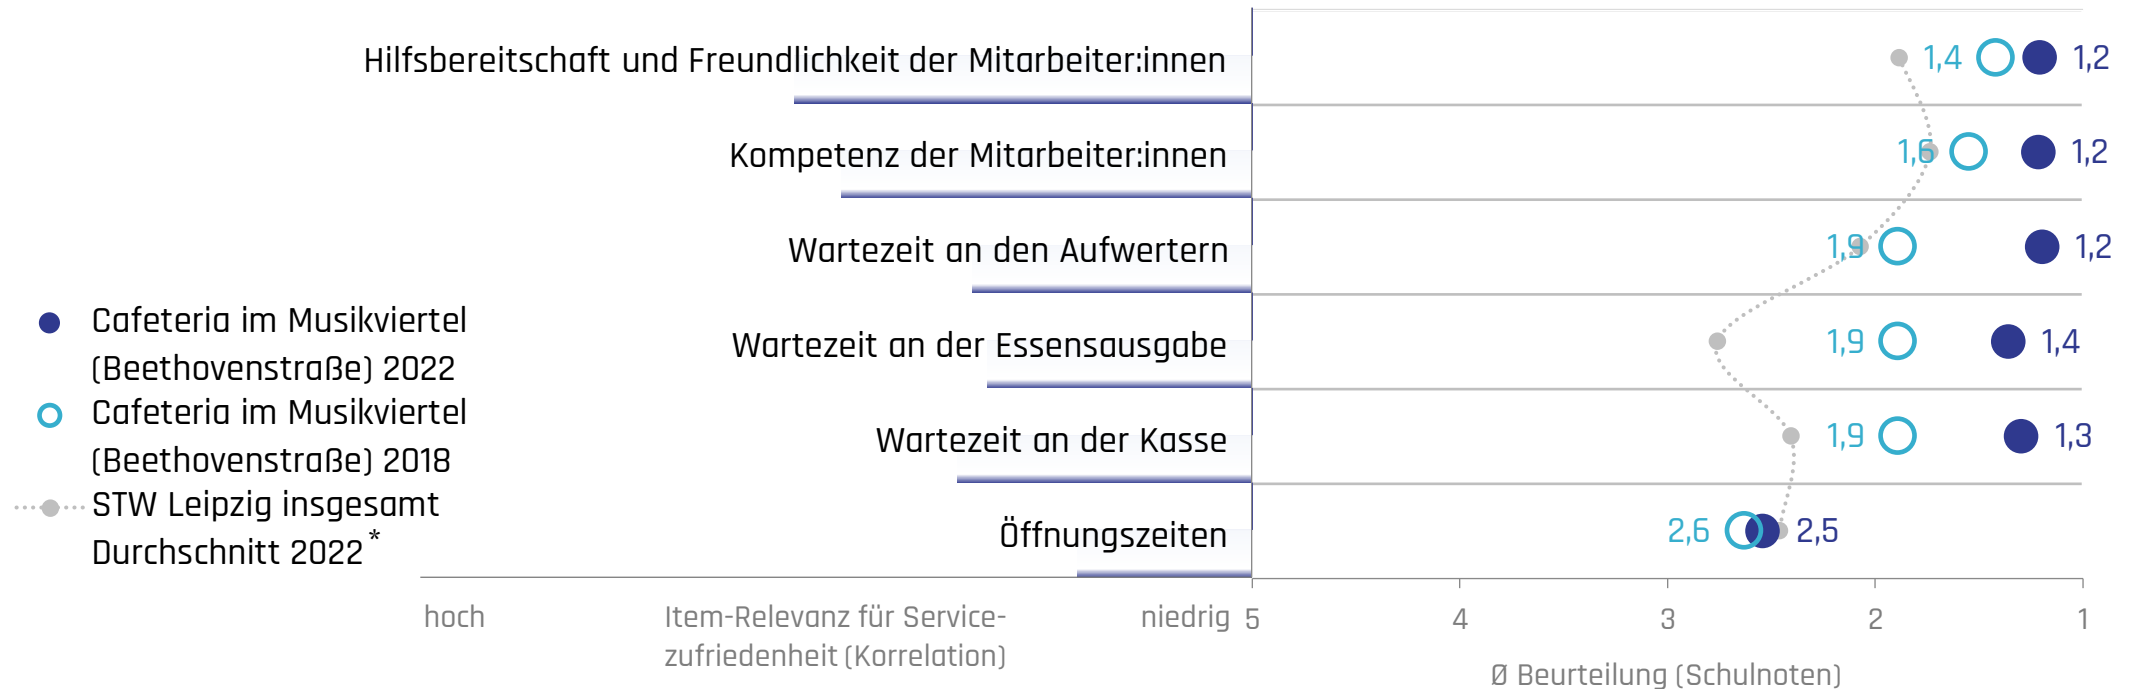 Hilfsbereitschaft und Freundlichkeit der Mitarbeiter:innen
1,4
1,2
Kompetenz der Mitarbeiter:innen
1,6
1,2
Wartezeit an den Aufwertern
1,9
1,2
Wartezeit an der Essensausgabe
1,9
1,4
Wartezeit an der Kasse
1,9
1,3
Öffnungszeiten
2,6
2,5
Cafeteria im Musikviertel
(Beethovenstraße) 2022
Cafeteria im Musikviertel
(Beethovenstraße) 2018
STW Leipzig insgesamt
Durchschnitt 2022*
hoch
Item-Relevanz für Service-
zufriedenheit (Korrelation)
niedrig
5
4
3
2
1
Ø Beurteilung (Schulnoten)